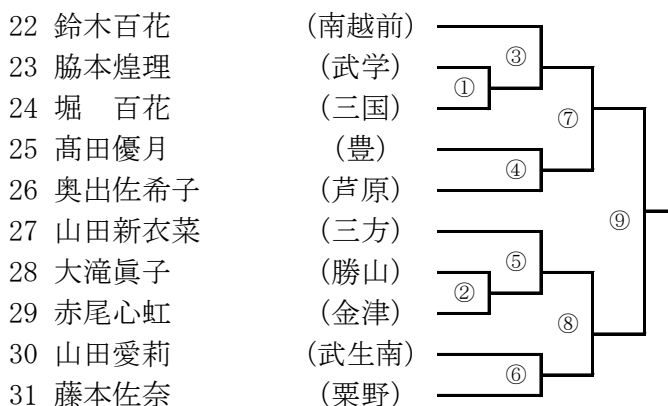 22 鈴木百花 (南越前)
23 脇本煌理 (武学)
24 堀　百花 (三国)
25 髙田優月 (豊)
26 奥出佐希子 (芦原)
27 山田新衣菜 (三方)
28 大滝眞子 (勝山)
29 赤尾心虹 (金津)
30 山田愛莉 (武生南)
31 藤本佐奈 (粟野)
③
①
⑦
④
⑨
⑤
②
⑧
⑥